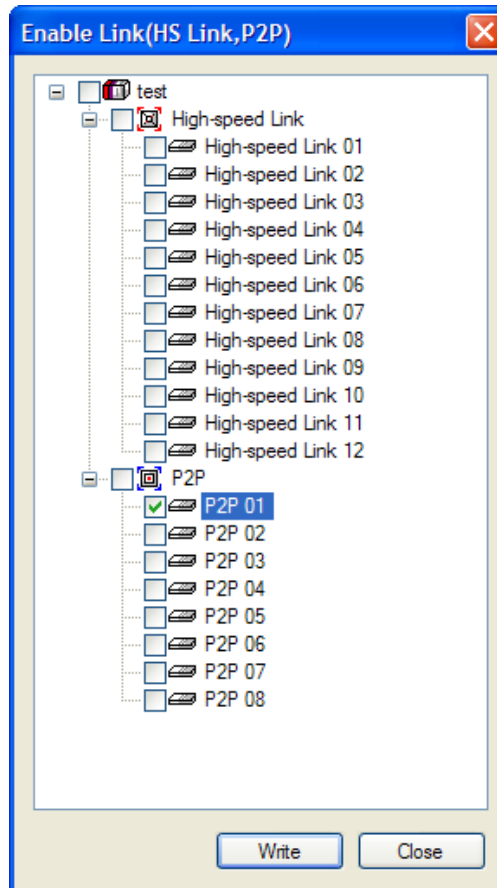 Enable Link(HS Link,P2P)
test
High-speed Link
High-speed Link 01
High-speed Link 02
High-speed Link 03
High-speed Link 04
High-speed Link 05
High-speed Link 06
High-speed Link 07
High-speed Link 08
High-speed Link 09
High-speed Link 10
High-speed Link 11
High-speed Link 12
P2P
P2P 01
P2P 02
P2P 03
P2P 04
P2P 05
P2P 06
P2P 07
P2P 08
Write Close